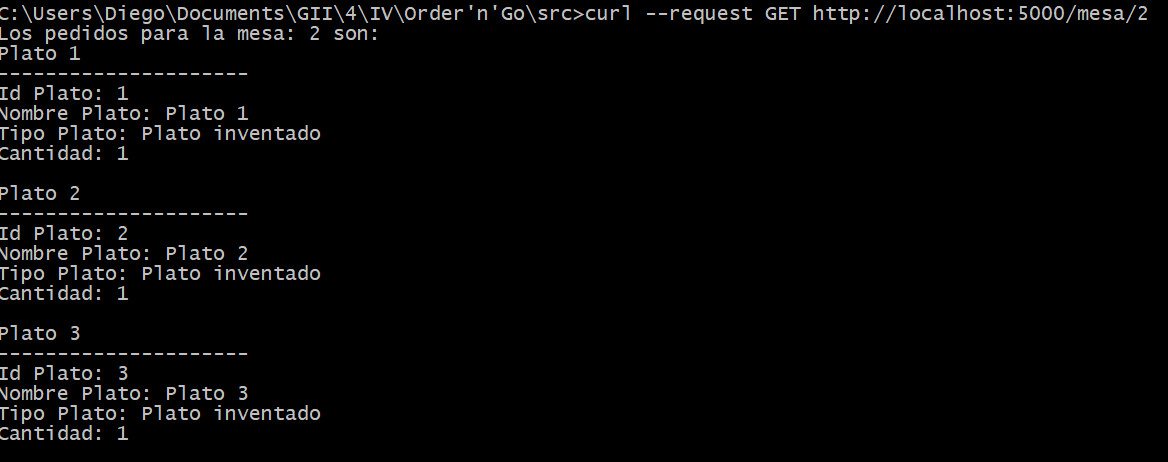 C:\Users\Diego\Documents\GII\4\IV\Order'n'Go\src>curl --request GET http://localhost:5000/mesa/2
Los pedidos para la mesa: 2 son:
Plato 1
---------------------
Id Plato: 1
Nombre Plato: Plato 1
Tipo Plato: Plato inventado
Cantidad: 1

Plato 2
---------------------
Id Plato: 2
Nombre Plato: Plato 2
Tipo Plato: Plato inventado
Cantidad: 1

Plato 3
---------------------
Id Plato: 3
Nombre Plato: Plato 3
Tipo Plato: Plato inventado
Cantidad: 1